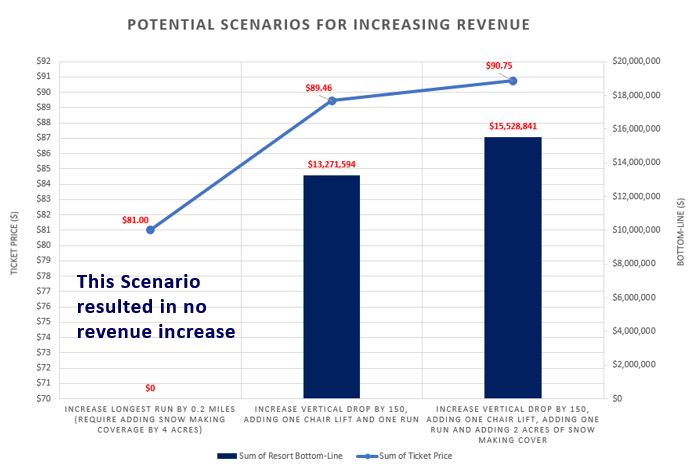 POTENTIAL SCENARIOS FOR INCREASING REVENUE
$92
$91
$90
$89
$88
$87
$86
$85
$84
$83
$82
$81
$80
$79
$78
$77
$76
$75
$74
$73
$72
$71
$70
TICKET PRICE ($)
$81.00
$89.46
$90.75
$0
$13,271,594
$15,528,841
This Scenario
resulted in no
revenue increase
$20,000,000
$18,000,000
$16,000,000
$14,000,000
$12,000,000
$10,000,000
$8,000,000
$6,000,000
$4,000,000
$2,000,000
$0
BOTTOM-LINE ($)
INCREASE LONGEST RUN BY 0.2 MILES
(REQUIRE ADDING SNOW MAKING
COVERAGE BY 4 ACRES)
INCREASE VERTICAL DROP BY 150,
ADDING ONE CHAIR LIFT AND ONE RUN
INCREASE VERTICAL DROP BY 150,
ADDING ONE CHAIR LIFT, ADDING ONE
RUN AND ADDING 2 ACRES OF SNOW
MAKING COVER
Sum of Resort Bottom-Line
Sum of Ticket Price